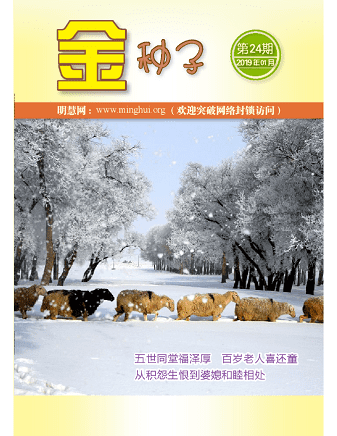 金种子
第24期
2019年01月
明慧网：www.minghui.org（欢迎突破网络封锁访问）
五世同堂福泽厚　百岁老人喜还童
从积怨生恨到婆媳和睦相处